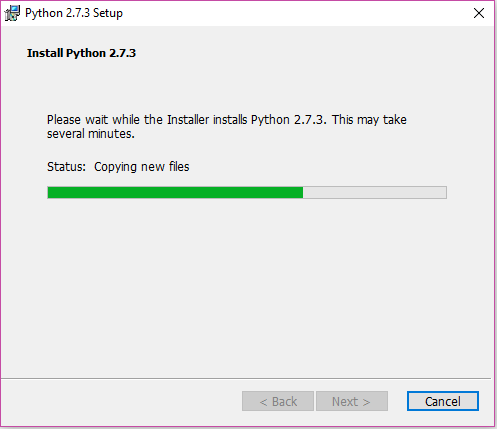 Python 2.7.3 Setup
Install Python 2.7.3
Please wait while the Installer installs Python 2.7.3. This may take
several minutes.
Status: Copying new files
< Back Next > Cancel